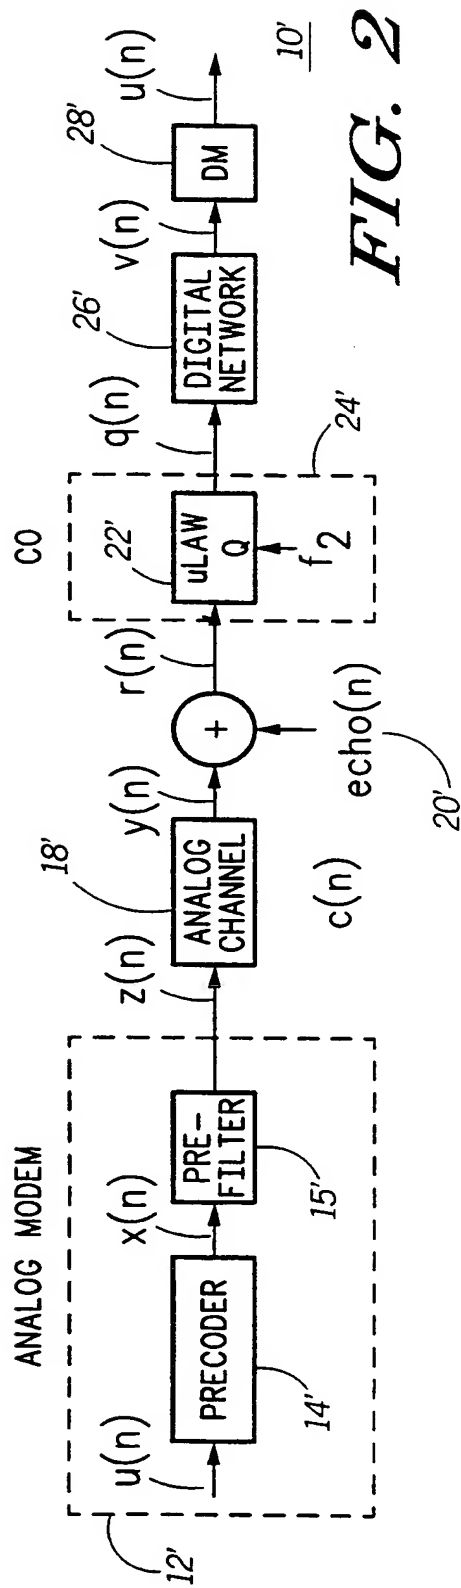 ANALOG MODEM
12'
u(n)
PRECODER
14'
x(n)
PRE-
FILTER
15'
z(n)
18'
ANALOG
CHANNEL
c(n)
y(n)
+
echo(n)
20'
r(n)
CO
22'
uLAW
Q
f2
24'
q(n)
26'
DIGITAL
NETWORK
v(n)
28'
DM
u(n)
10'
FIG. 2